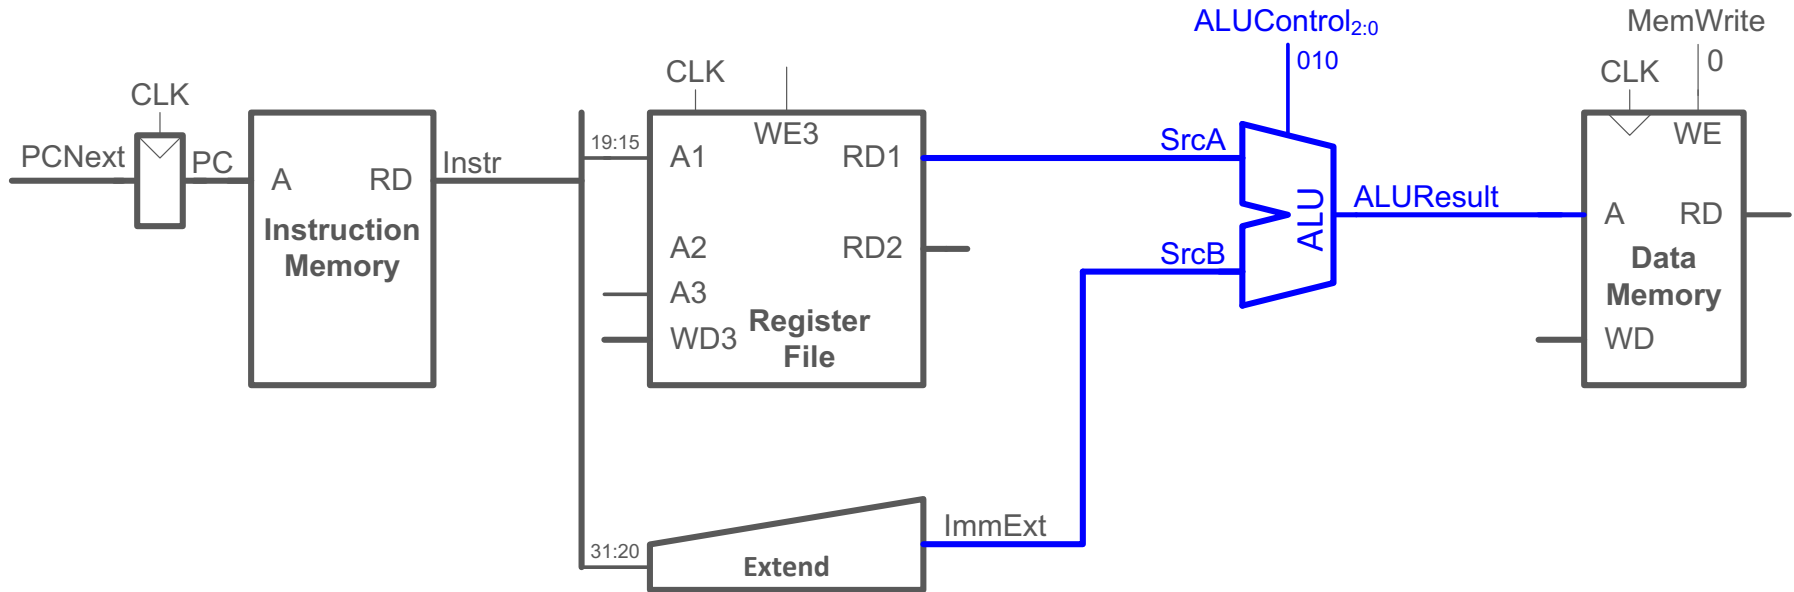 ALUControl2:0
MemWrite
010
0
CLK
CLK
CLK
WE3
WE
PCNext
PC
A
RD
Instr
19:15
A1
RD1
SrcA
Instruction
Memory
A2
RD2
SrcB
ALU
ALUResult
A
RD
Data
Memory
A3
WD3
Register
File
WD
31:20
Extend
ImmExt